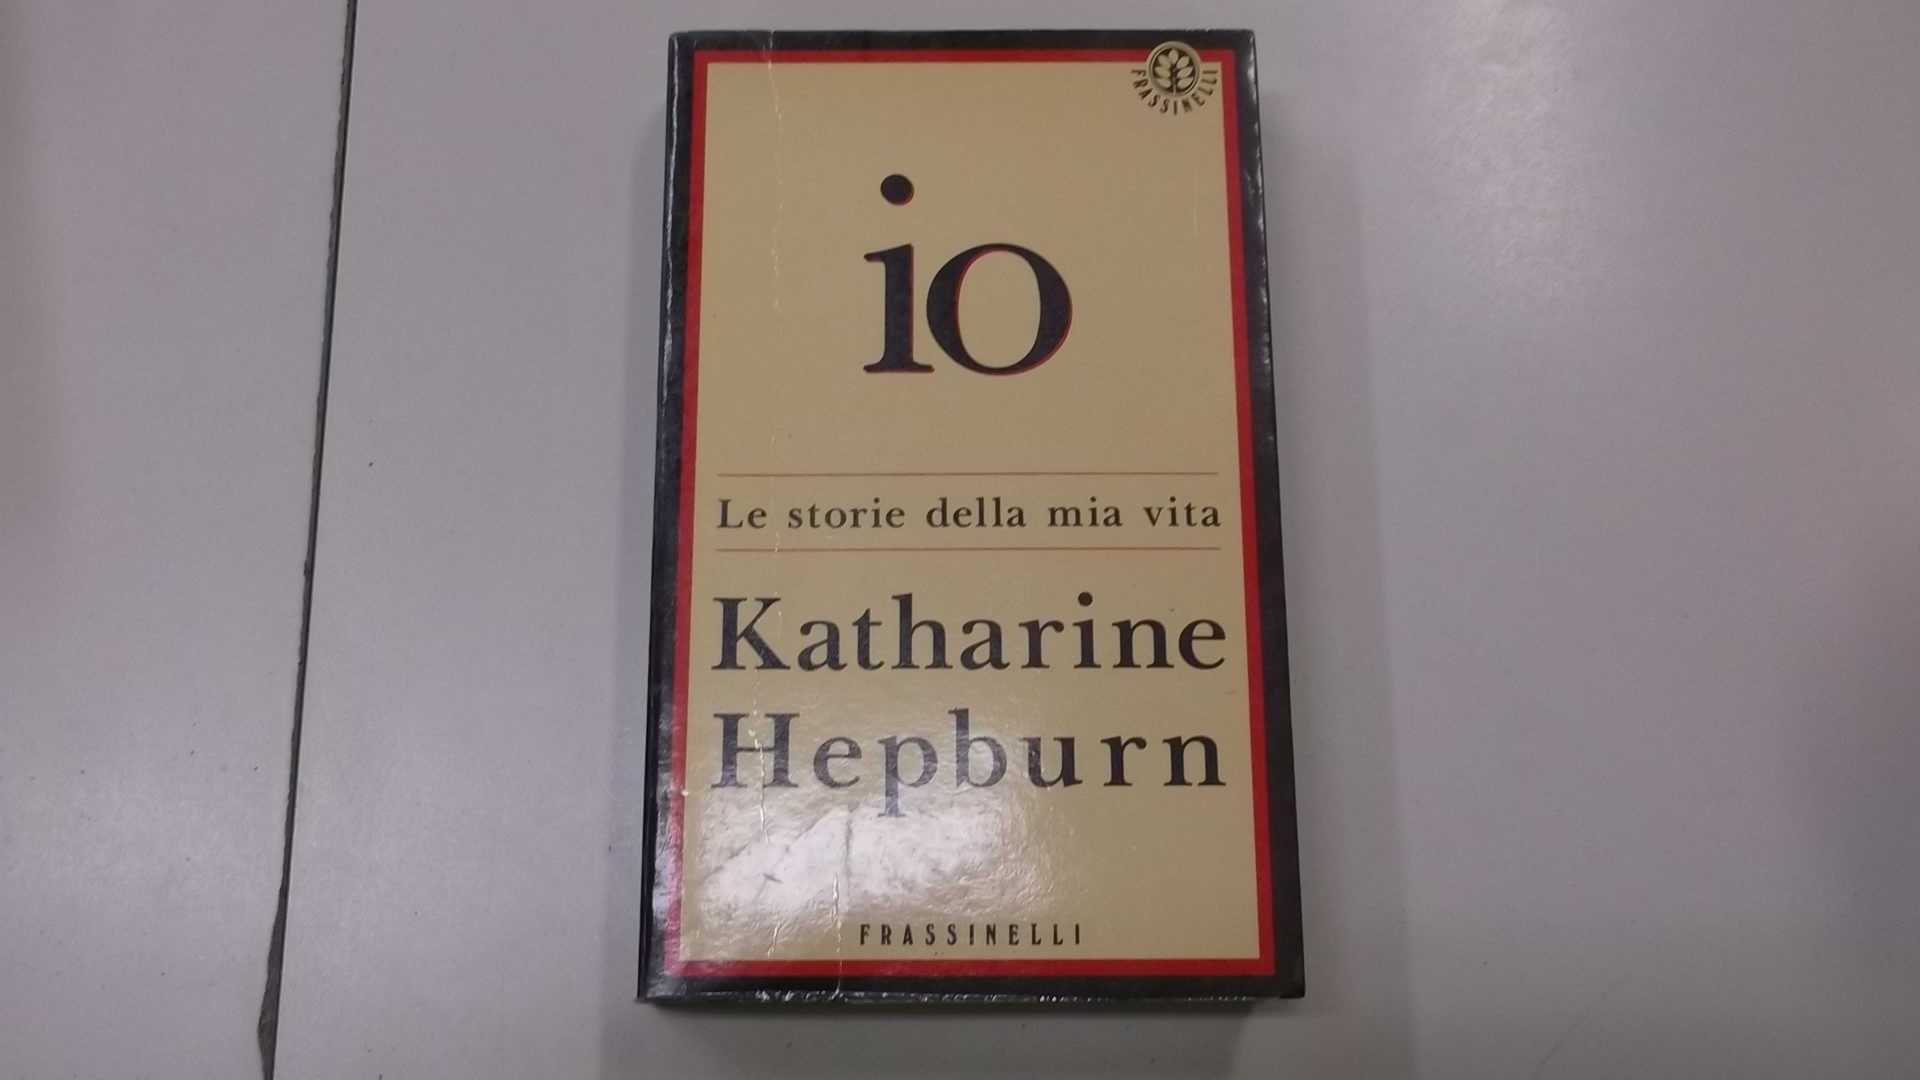 FRASSINELLI
io
Le storie della mia vita
Katharine
Hepburn
FRASSINELLI